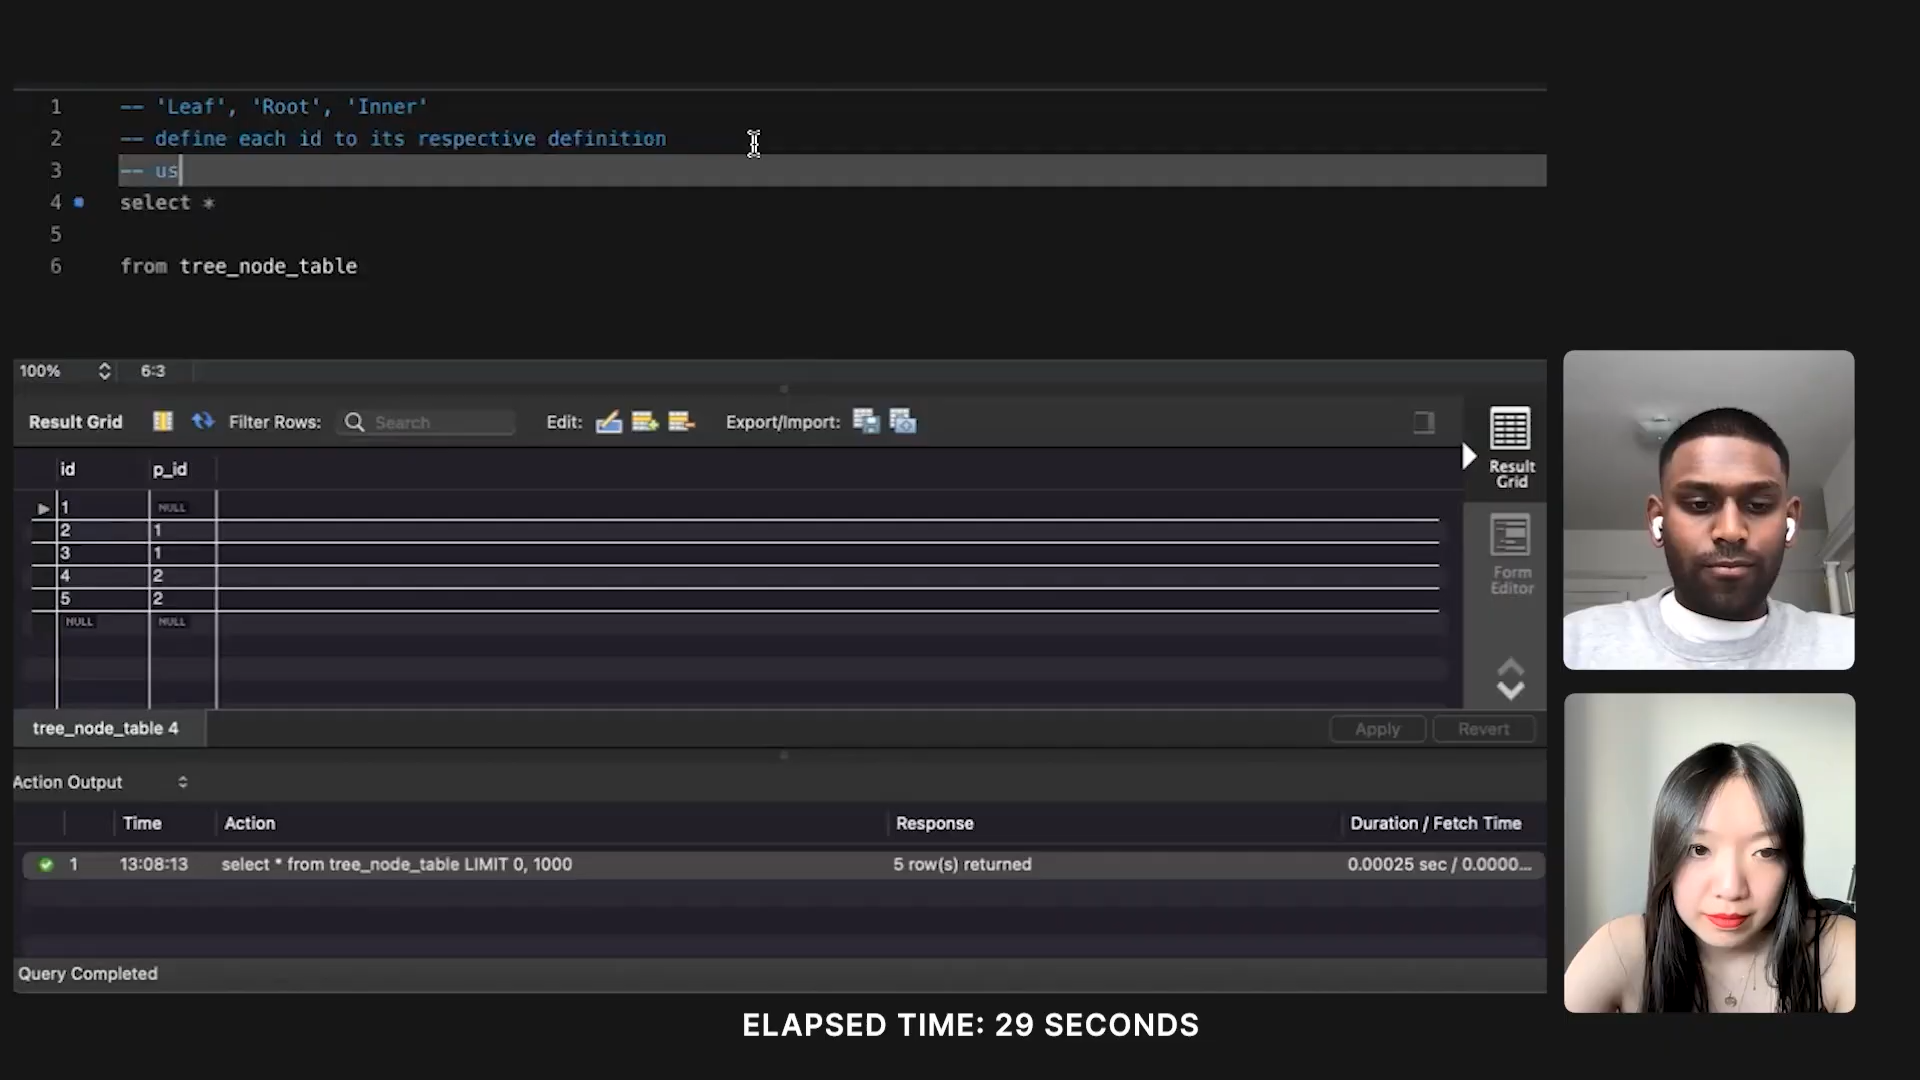 1 -- 'Leaf', 'Root', 'Inner'
2 -- define each id to its respective definition
3 -- us
4 select *
5
6 from tree_node_table
100% 6:3
Result Grid Filter Rows: Search Edit: Export/Import:
Result Grid
Form Editor
id p_id
1 NULL
2 1
3 1
4 2
5 2
NULL NULL
tree_node_table 4 Apply Revert
Action Output
Time Action Response Duration / Fetch Time
1 13:08:13 select * from tree_node_table LIMIT 0, 1000 5 row(s) returned 0.00025 sec / 0.0000...
Query Completed
ELAPSED TIME: 29 SECONDS